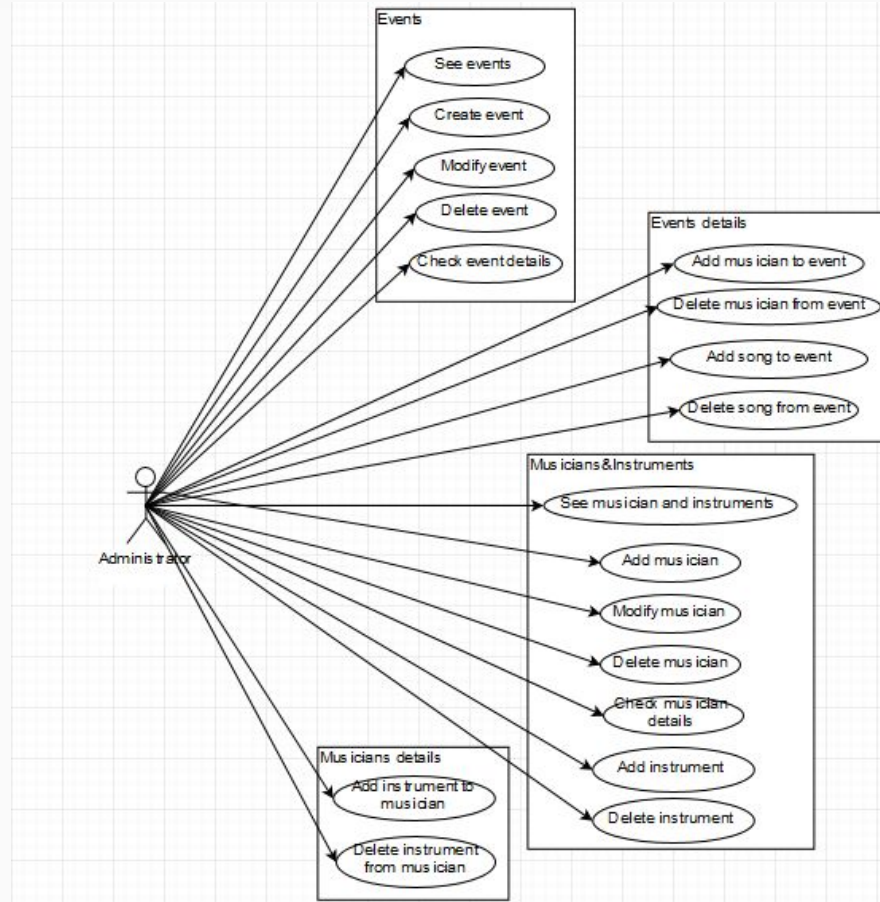 Events
See events
Create event
Modify event
Delete event
Check event details
Events details
Add musician to event
Delete musician from event
Add song to event
Delete song from event
Administrator
Musicians&Instruments
See musician and instruments
Add musician
Modify musician
Delete musician
Check musician
details
Add instrument
Delete instrument
Musicians details
Add instrument to
musician
Delete instrument
from musician